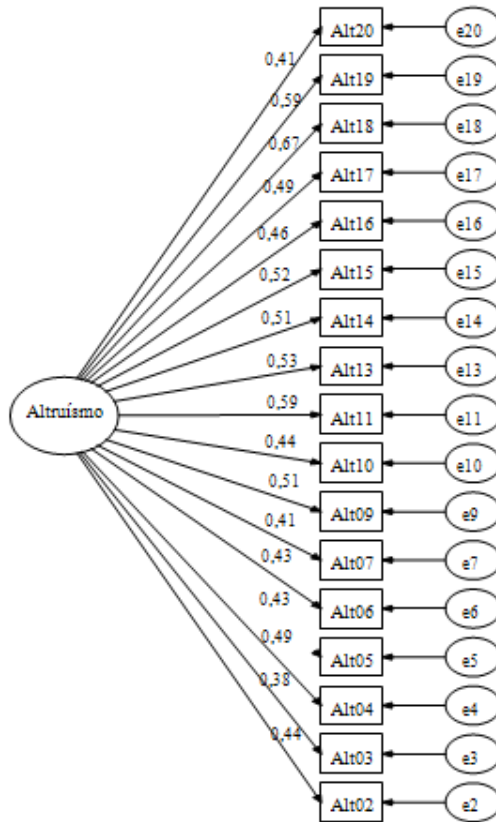 Alt20 e20
0,41
Alt19 e19
0,59
Alt18 e18
0,67
Alt17 e17
0,49
Alt16 e16
0,46
Alt15 e15
0,52
Alt14 e14
0,51
Alt13 e13
0,53
Altruísmo
Alt11 e11
0,59
Alt10 e10
0,44
Alt09 e9
0,51
Alt07 e7
0,41
Alt06 e6
0,43
Alt05 e5
0,43
Alt04 e4
0,49
Alt03 e3
0,38
Alt02 e2
0,44